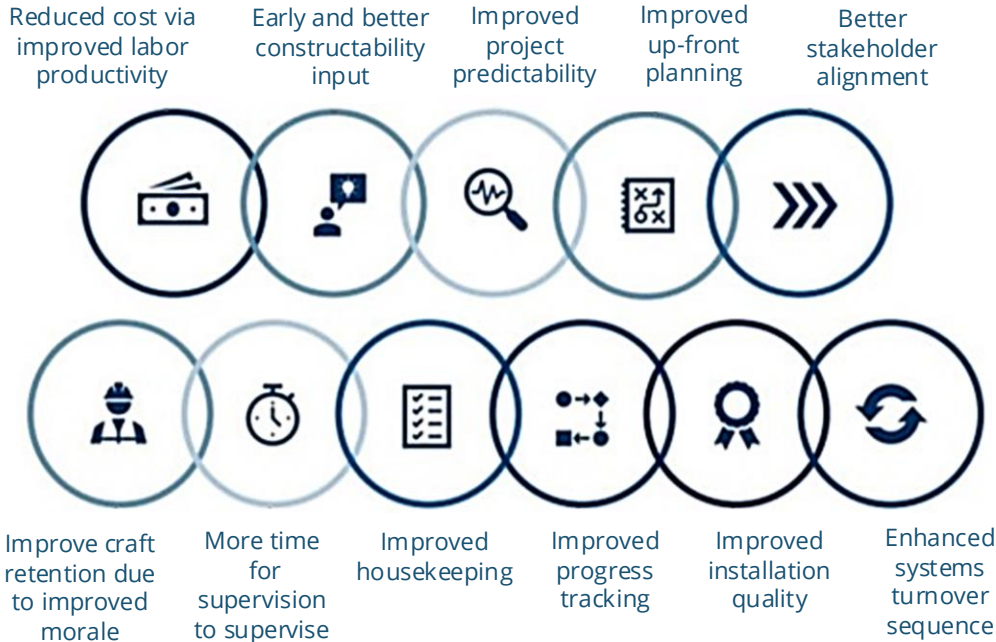 Reduced cost via
improved labor
productivity
Early and better
constructability
input
Improved
project
predictability
Improved
up-front
planning
Better
stakeholder
alignment
Improve craft
retention due
to improved
morale
More time
for
supervision
to supervise
Improved
housekeeping
Improved
progress
tracking
Improved
installation
quality
Enhanced
systems
turnover
sequence